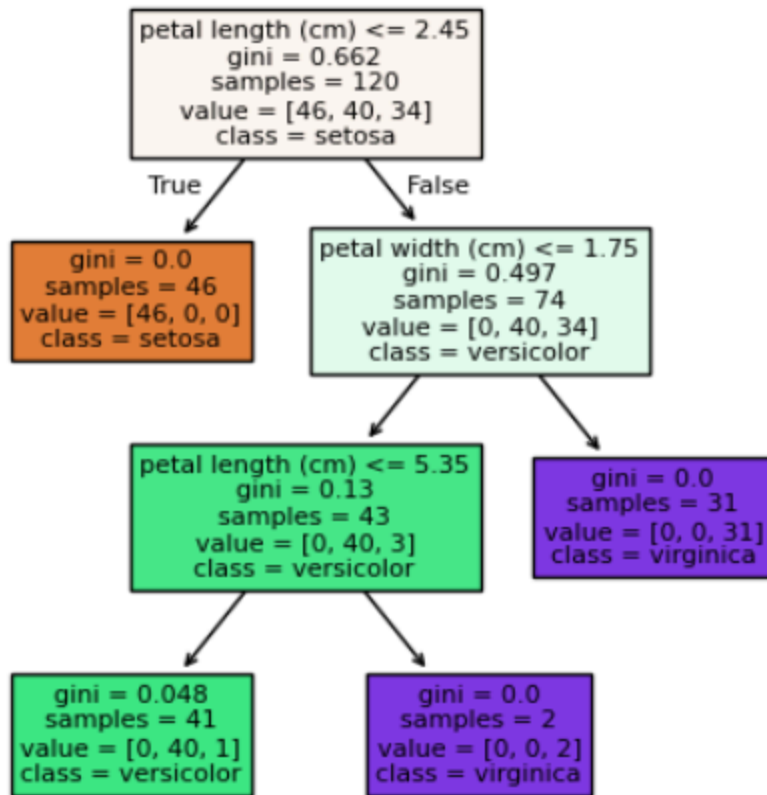 petal length (cm) <= 2.45
gini = 0.662
samples = 120
value = [46, 40, 34]
class = setosa
True
False
gini = 0.0
samples = 46
value = [46, 0, 0]
class = setosa
petal width (cm) <= 1.75
gini = 0.497
samples = 74
value = [0, 40, 34]
class = versicolor
petal length (cm) <= 5.35
gini = 0.13
samples = 43
value = [0, 40, 3]
class = versicolor
gini = 0.0
samples = 31
value = [0, 0, 31]
class = virginica
gini = 0.048
samples = 41
value = [0, 40, 1]
class = versicolor
gini = 0.0
samples = 2
value = [0, 0, 2]
class = virginica